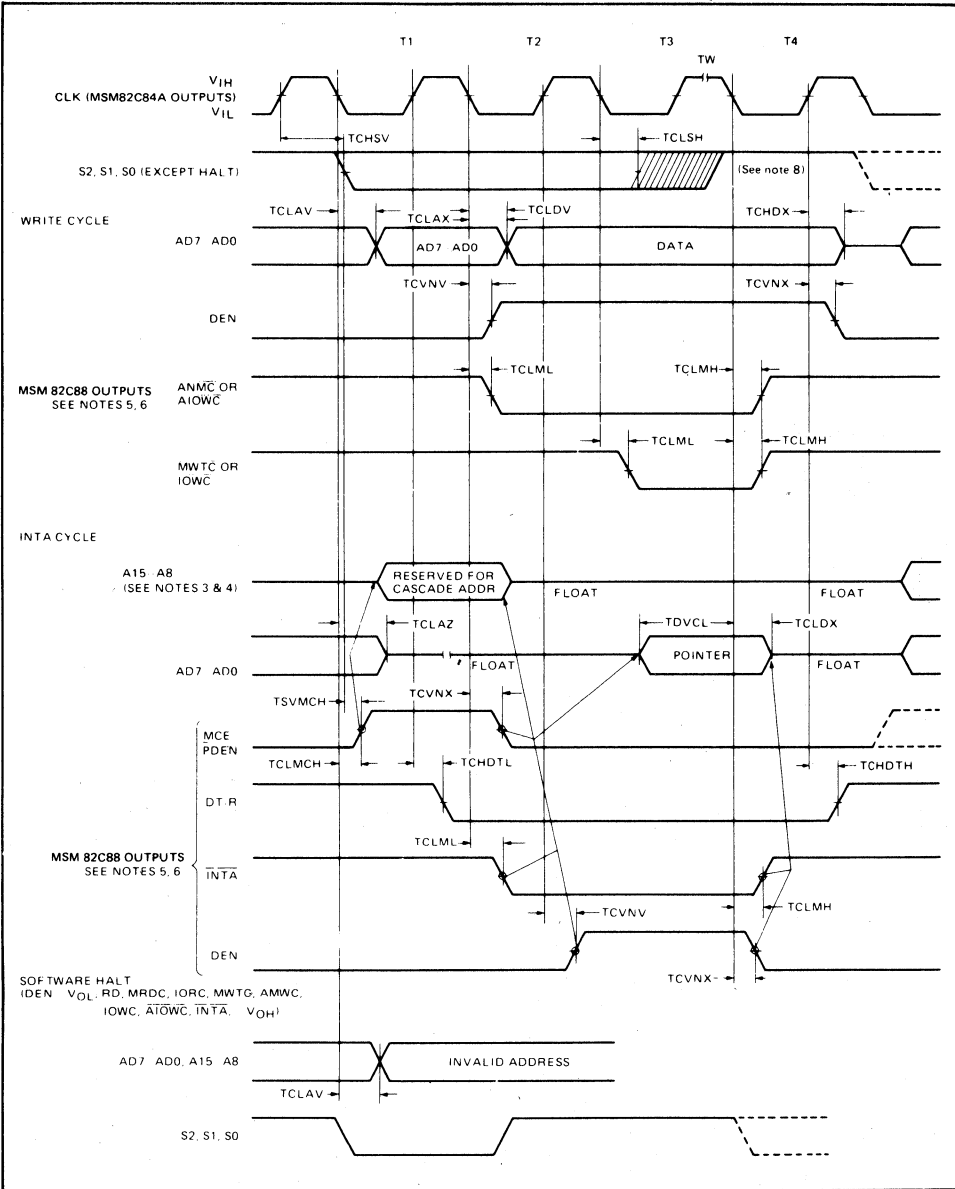 T1 T2 T3 T4
TW
VIH
CLK (MSM82C84A OUTPUTS)
VIL
TCHSV
TCLSH
S2, S1, S0 (EXCEPT HALT)
(See note 8)
WRITE CYCLE
TCLAV
TCLAX
TCLDV
TCHDX
AD7 AD0
AD7 AD0
DATA
TCVNV
TCVNX
DEN
TCLML
TCLMH
MSM 82C88 OUTPUTS
SEE NOTES 5, 6
ANMC OR
AIOWC
TCLML
TCLMH
MWTC OR
IOWC
INTA CYCLE
A15 A8
(SEE NOTES 3 & 4)
RESERVED FOR
CASCADE ADDR
FLOAT
FLOAT
TCLAZ
TDVCL
TCLDX
AD7 AD0
FLOAT
POINTER
FLOAT
TSVMCH
TCVNX
MCE
PDEN
TCLMCH
TCHDTL
TCHDTH
DT/R
TCLML
MSM 82C88 OUTPUTS
SEE NOTES 5, 6
INTA
TCLMH
TCVNV
DEN
TCVNX
SOFTWARE HALT
(DEN VOL, RD, MRDC, IORC, MWTG, AMWC,
IOWC, AIOWC, INTA, VOH)
AD7 AD0, A15 A8
INVALID ADDRESS
TCLAV
S2, S1, S0